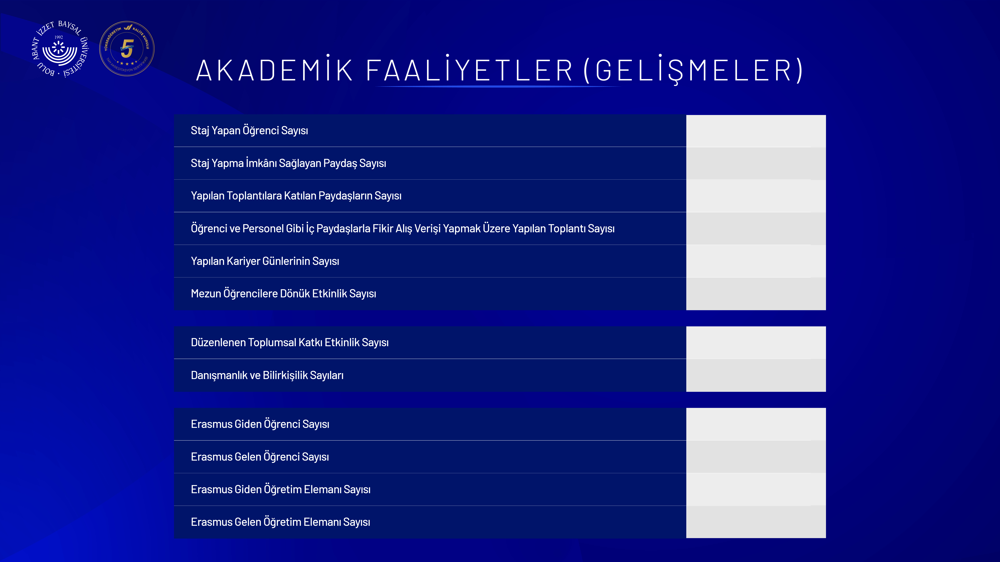 BOLU ABANT İZZET BAYSAL ÜNİVERSİTESİ
1992
YÜKSEKÖĞRETİM KALİTE KURULU
5
TAM AKREDİTASYON SERTİFİKASI
AKADEMİK FAALİYETLER (GELİŞMELER)
Staj Yapan Öğrenci Sayısı
Staj Yapma İmkânı Sağlayan Paydaş Sayısı
Yapılan Toplantılara Katılan Paydaşların Sayısı
Öğrenci ve Personel Gibi İç Paydaşlarla Fikir Alış Verişi Yapmak Üzere Yapılan Toplantı Sayısı
Yapılan Kariyer Günlerinin Sayısı
Mezun Öğrencilere Dönük Etkinlik Sayısı
Düzenlenen Toplumsal Katkı Etkinlik Sayısı
Danışmanlık ve Bilirkişilik Sayıları
Erasmus Giden Öğrenci Sayısı
Erasmus Gelen Öğrenci Sayısı
Erasmus Giden Öğretim Elemanı Sayısı
Erasmus Gelen Öğretim Elemanı Sayısı